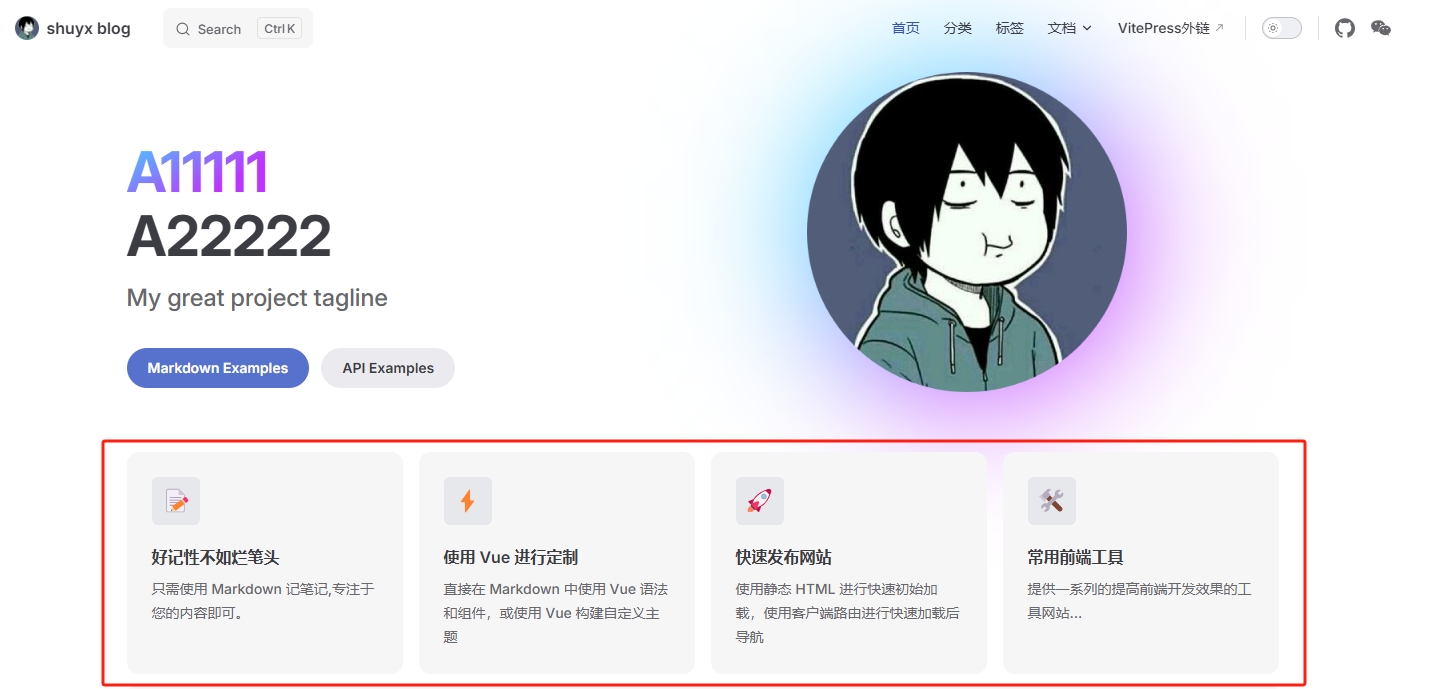 shuyx blog
Search
Ctrl K
首页
分类
标签
文档
VitePress外链
A11111
A22222
My great project tagline
Markdown Examples
API Examples
好记性不如烂笔头
只需使用 Markdown 记笔记,专注于
您的内容即可。
使用 Vue 进行定制
直接在 Markdown 中使用 Vue 语法
和组件，或使用 Vue 构建自定义主
题
快速发布网站
使用静态 HTML 进行快速初始加
载，使用客户端路由进行快速加载后
导航
常用前端工具
提供一系列的提高前端开发效果的工
具网站...